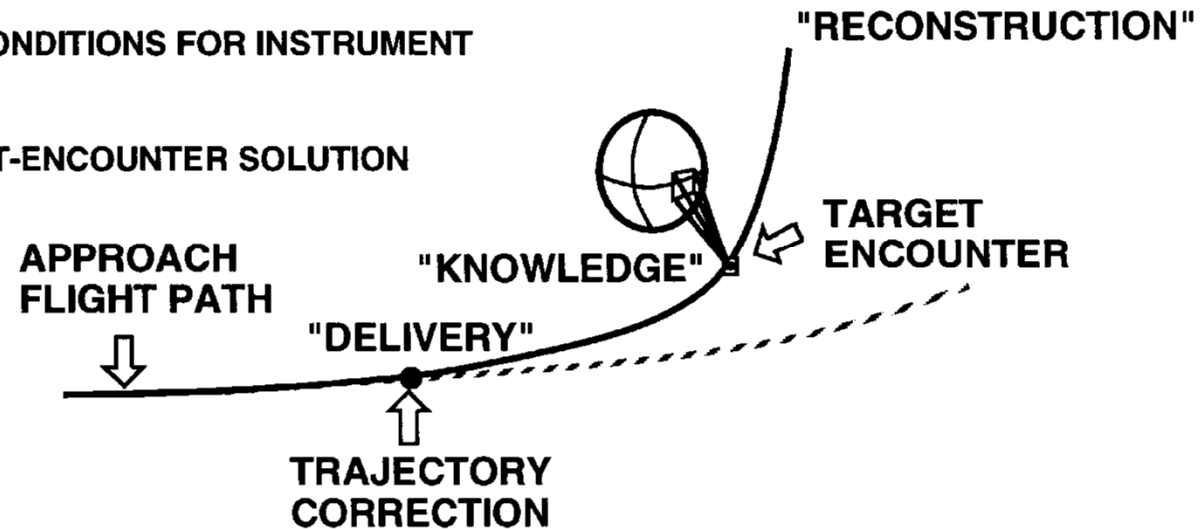 "RECONSTRUCTION"
ONDITIONS FOR INSTRUMENT
T-ENCOUNTER SOLUTION
TARGET
ENCOUNTER
APPROACH
FLIGHT PATH
"KNOWLEDGE"
"DELIVERY"
TRAJECTORY
CORRECTION